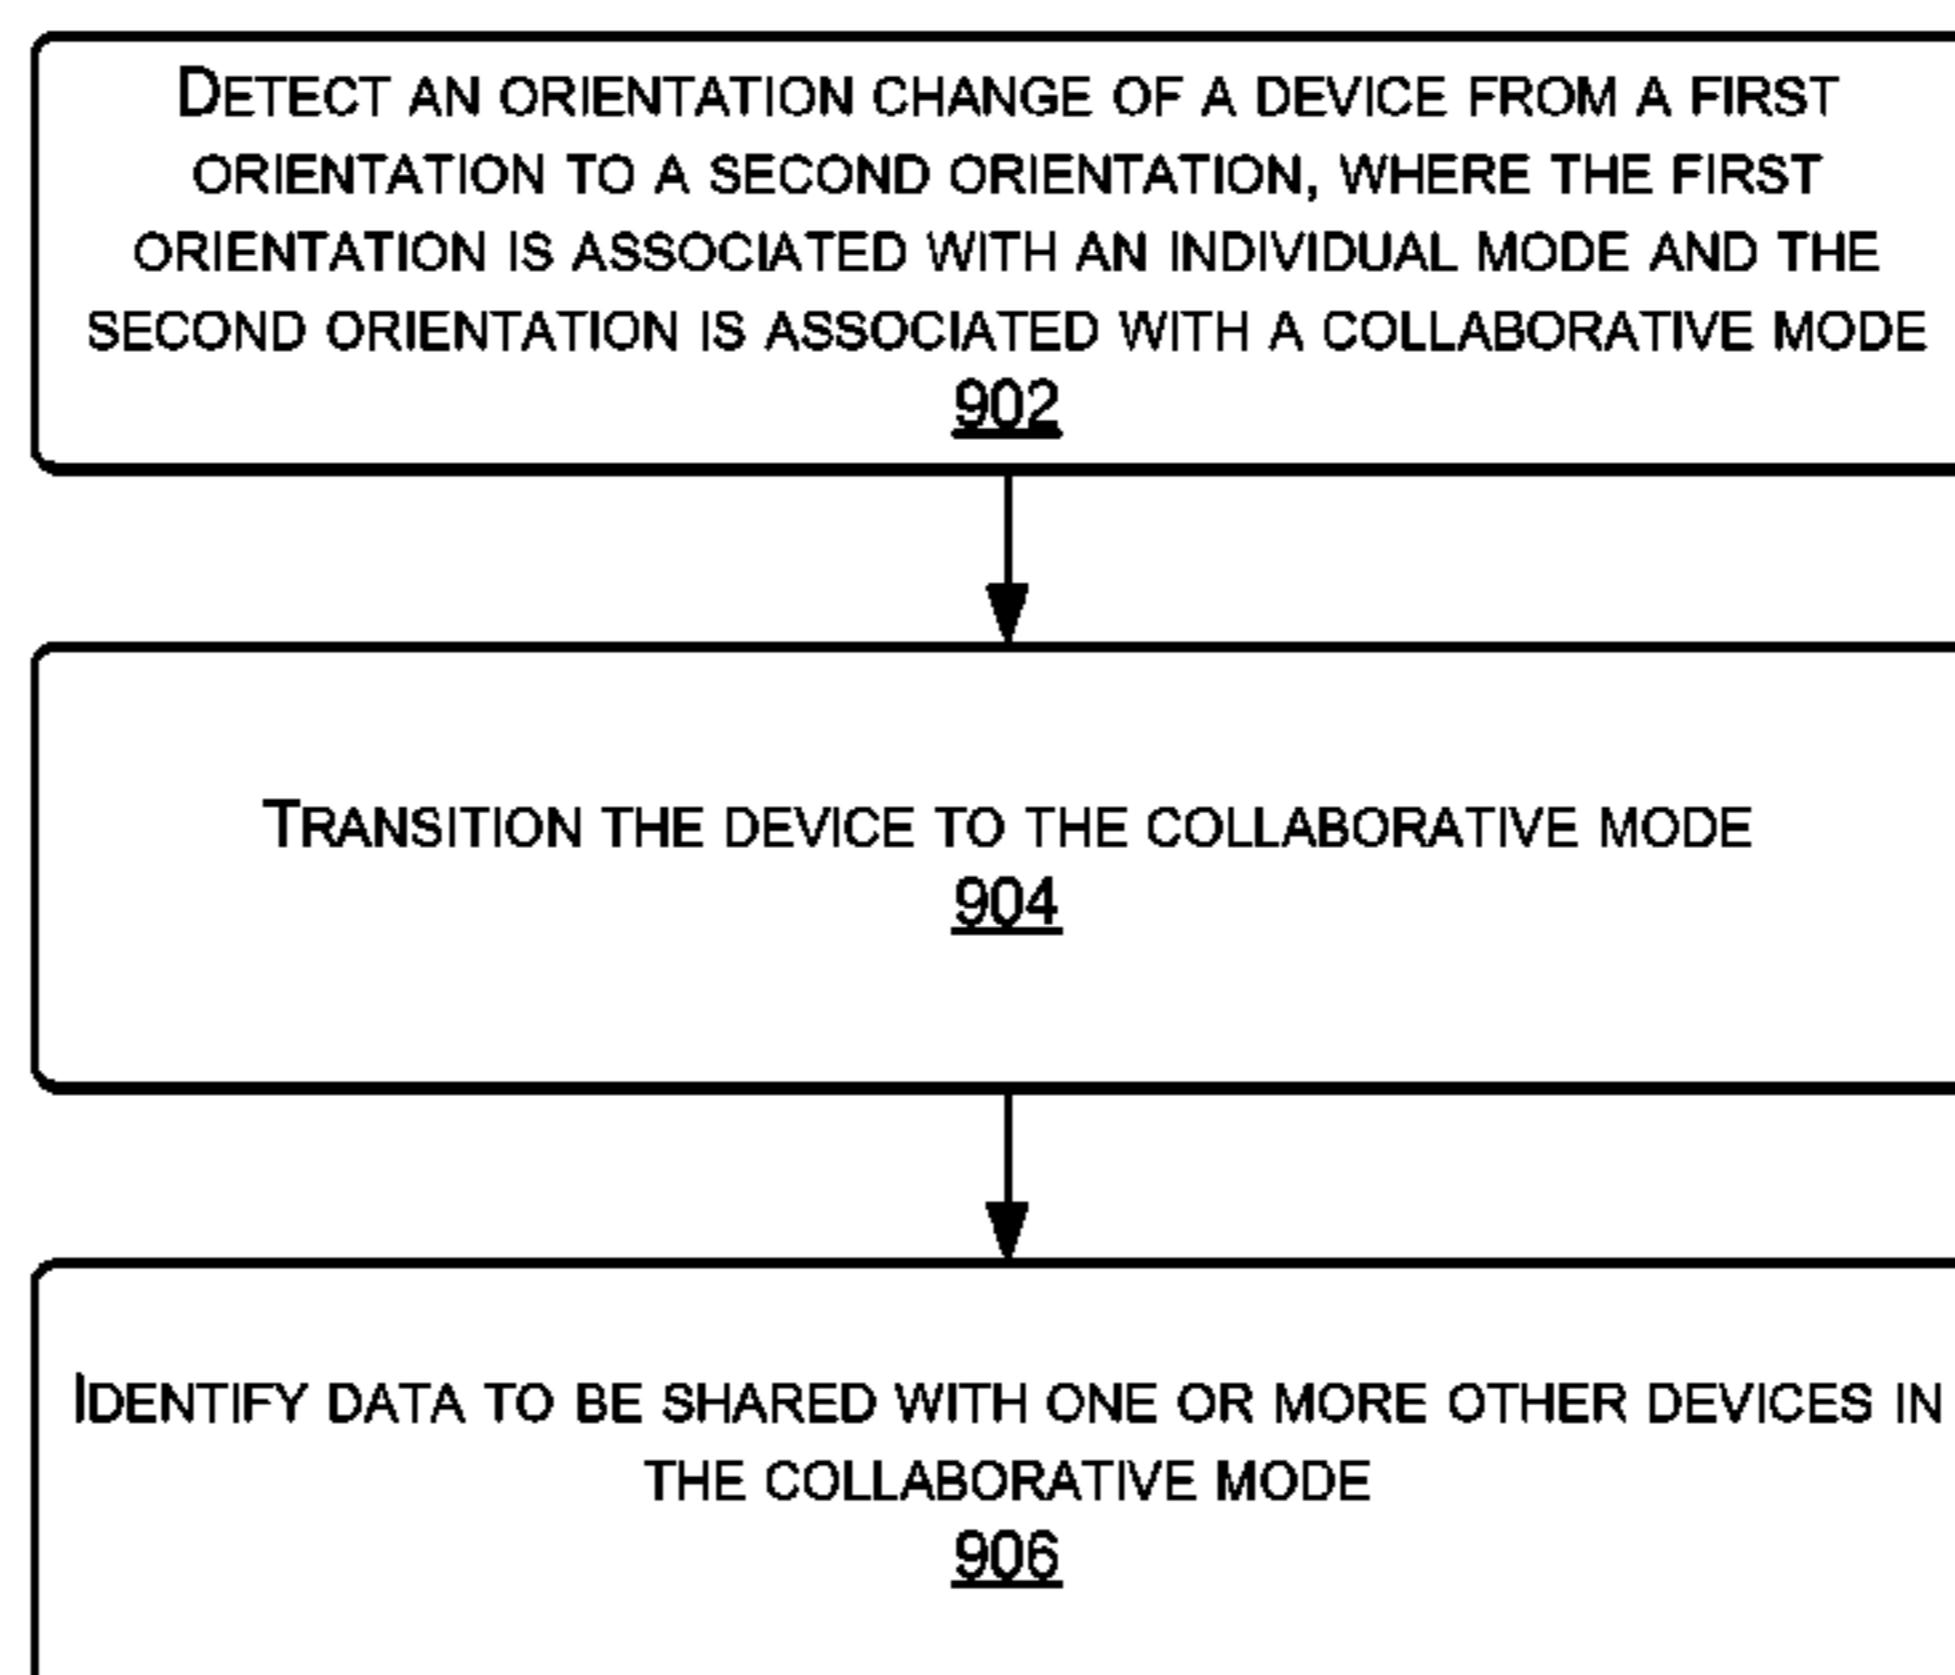 DETECT AN ORIENTATION CHANGE OF A DEVICE FROM A FIRST
ORIENTATION TO A SECOND ORIENTATION, WHERE THE FIRST
ORIENTATION IS ASSOCIATED WITH AN INDIVIDUAL MODE AND THE
SECOND ORIENTATION IS ASSOCIATED WITH A COLLABORATIVE MODE
902
TRANSITION THE DEVICE TO THE COLLABORATIVE MODE
904
IDENTIFY DATA TO BE SHARED WITH ONE OR MORE OTHER DEVICES IN
THE COLLABORATIVE MODE
906